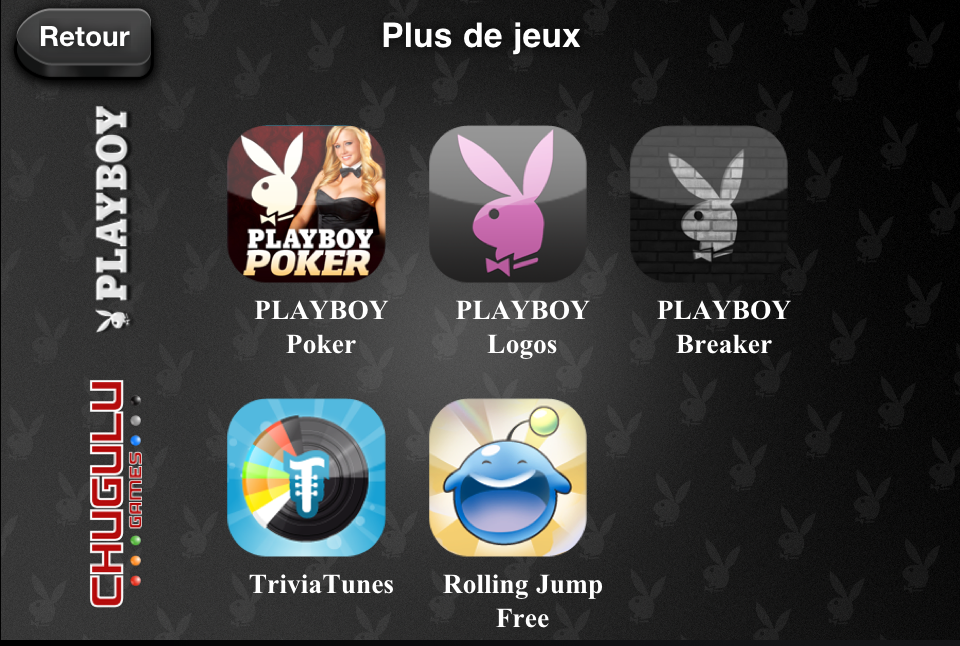 Retour
Plus de jeux
PLAYBOY
PLAYBOY
POKER
PLAYBOY
Poker
PLAYBOY
Logos
PLAYBOY
Breaker
CHUGULU
GAMES
T
TriviaTunes
Rolling Jump
Free